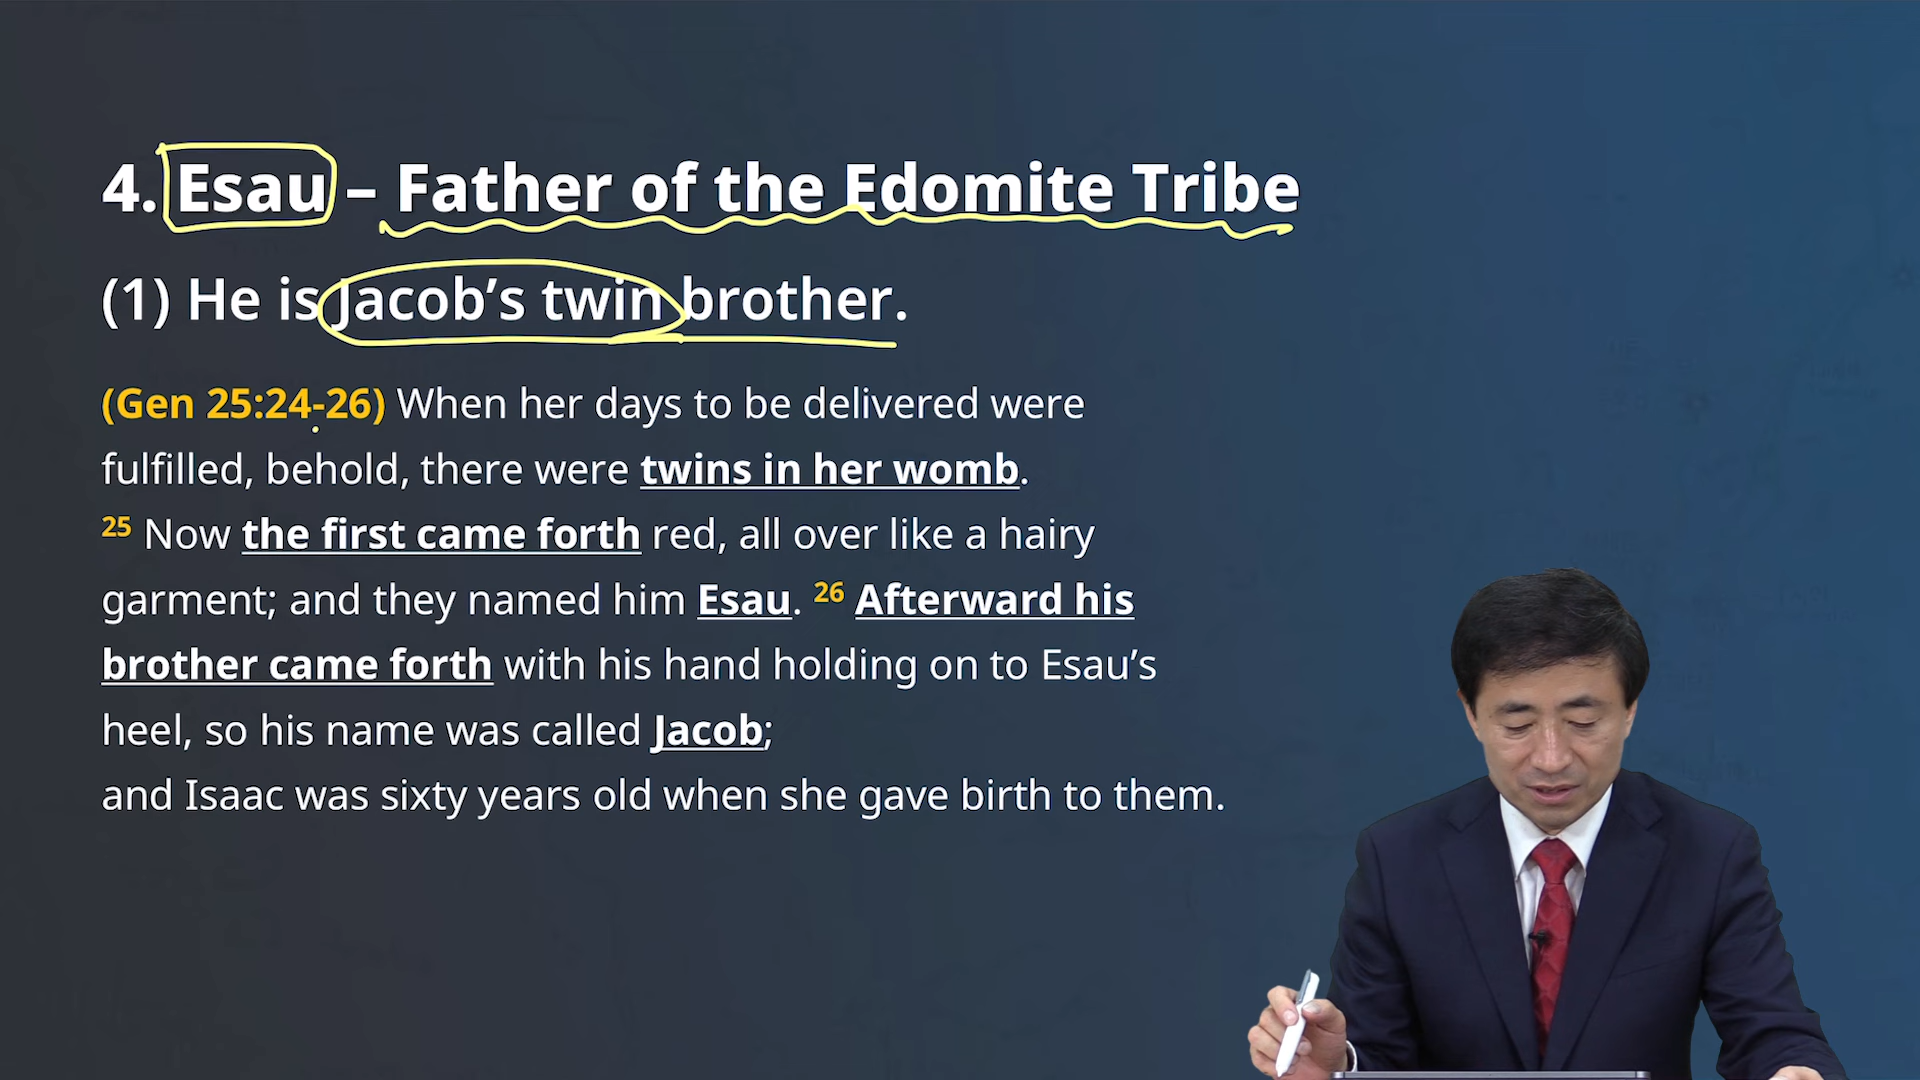 4. Esau – Father of the Edomite Tribe
(1) He is Jacob’s twin brother.
(Gen 25:24-26) When her days to be delivered were
fulfilled, behold, there were twins in her womb.
25 Now the first came forth red, all over like a hairy
garment; and they named him Esau. 26 Afterward his
brother came forth with his hand holding on to Esau’s
heel, so his name was called Jacob;
and Isaac was sixty years old when she gave birth to them.